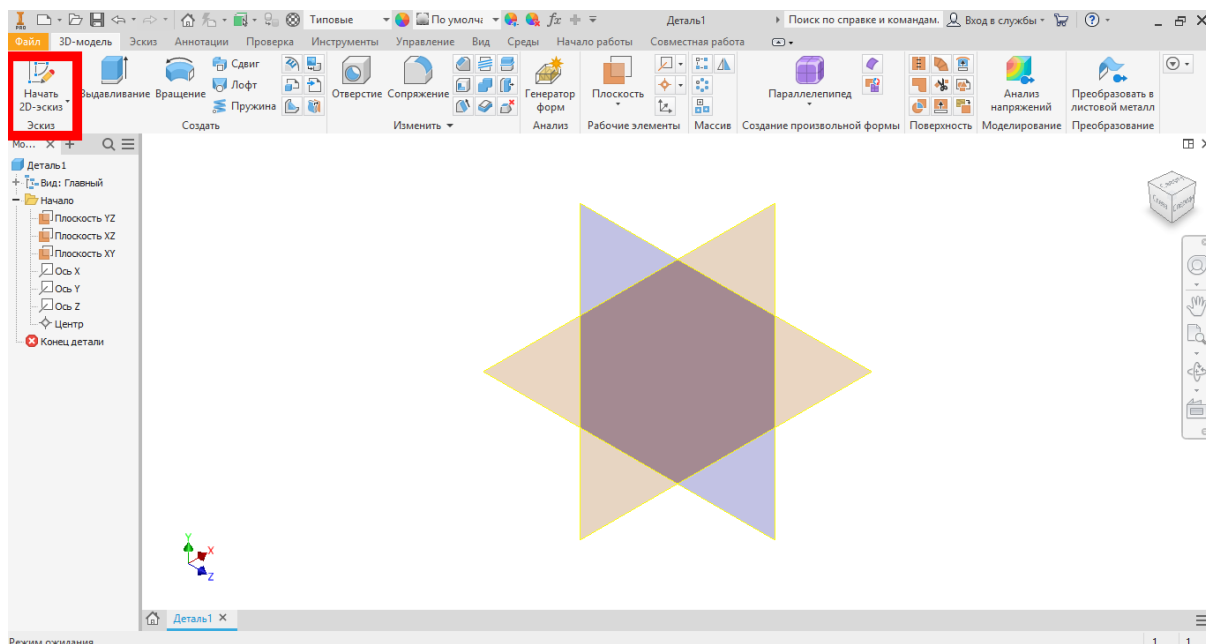 PRO
Типовые
По умолч
fx
Деталь1
Поиск по справке и командам.
Вход в службы
Файл 3D-модель Эскиз Аннотации Проверка Инструменты Управление Вид Среды Начало работы Совместная работа
Начать
2D-эскиз
Выдавливание
Вращение
Сдвиг
Лофт
Пружина
Отверстие
Сопряжение
Генератор
форм
Плоскость
Параллелепипед
Анализ
напряжений
Преобразовать в
листовой металл
Эскиз Создать Изменить Анализ Рабочие элементы Массив Создание произвольной формы Поверхность Моделирование Преобразование
Мо... × +
Деталь1
Вид: Главный
Начало
Плоскость YZ
Плоскость XZ
Плоскость XY
Ось X
Ось Y
Ось Z
Центр
Конец детали
Y
X
Z
Деталь1 ×
Режим ожидания
1 1